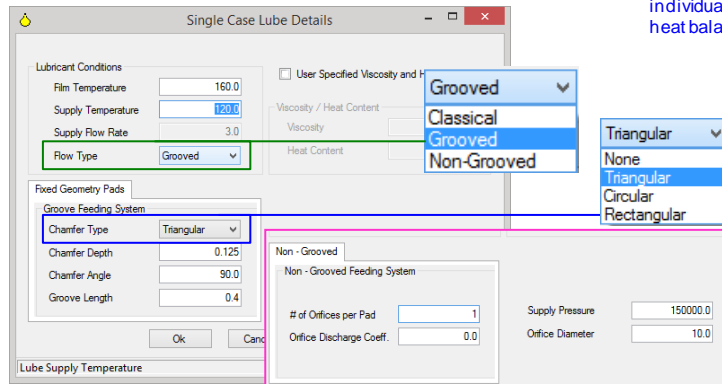 Single Case Lube Details
individua
heat bala
Lubricant Conditions
Film Temperature 160.0
Supply Temperature 120.0
Supply Flow Rate 3.0
Flow Type Grooved
User Specified Viscosity and H
Viscosity / Heat Content
Viscosity
Heat Content
Grooved
Classical
Grooved
Non-Grooved
Triangular
None
Triangular
Circular
Rectangular
Fixed Geometry Pads
Groove Feeding System
Chamfer Type Triangular
Chamfer Depth 0.125
Chamfer Angle 90.0
Groove Length 0.4
Non - Grooved
Non - Grooved Feeding System
# of Orifices per Pad 1
Orifice Discharge Coeff. 0.0
Supply Pressure 150000.0
Orifice Diameter 10.0
Ok Canc
Lube Supply Temperature